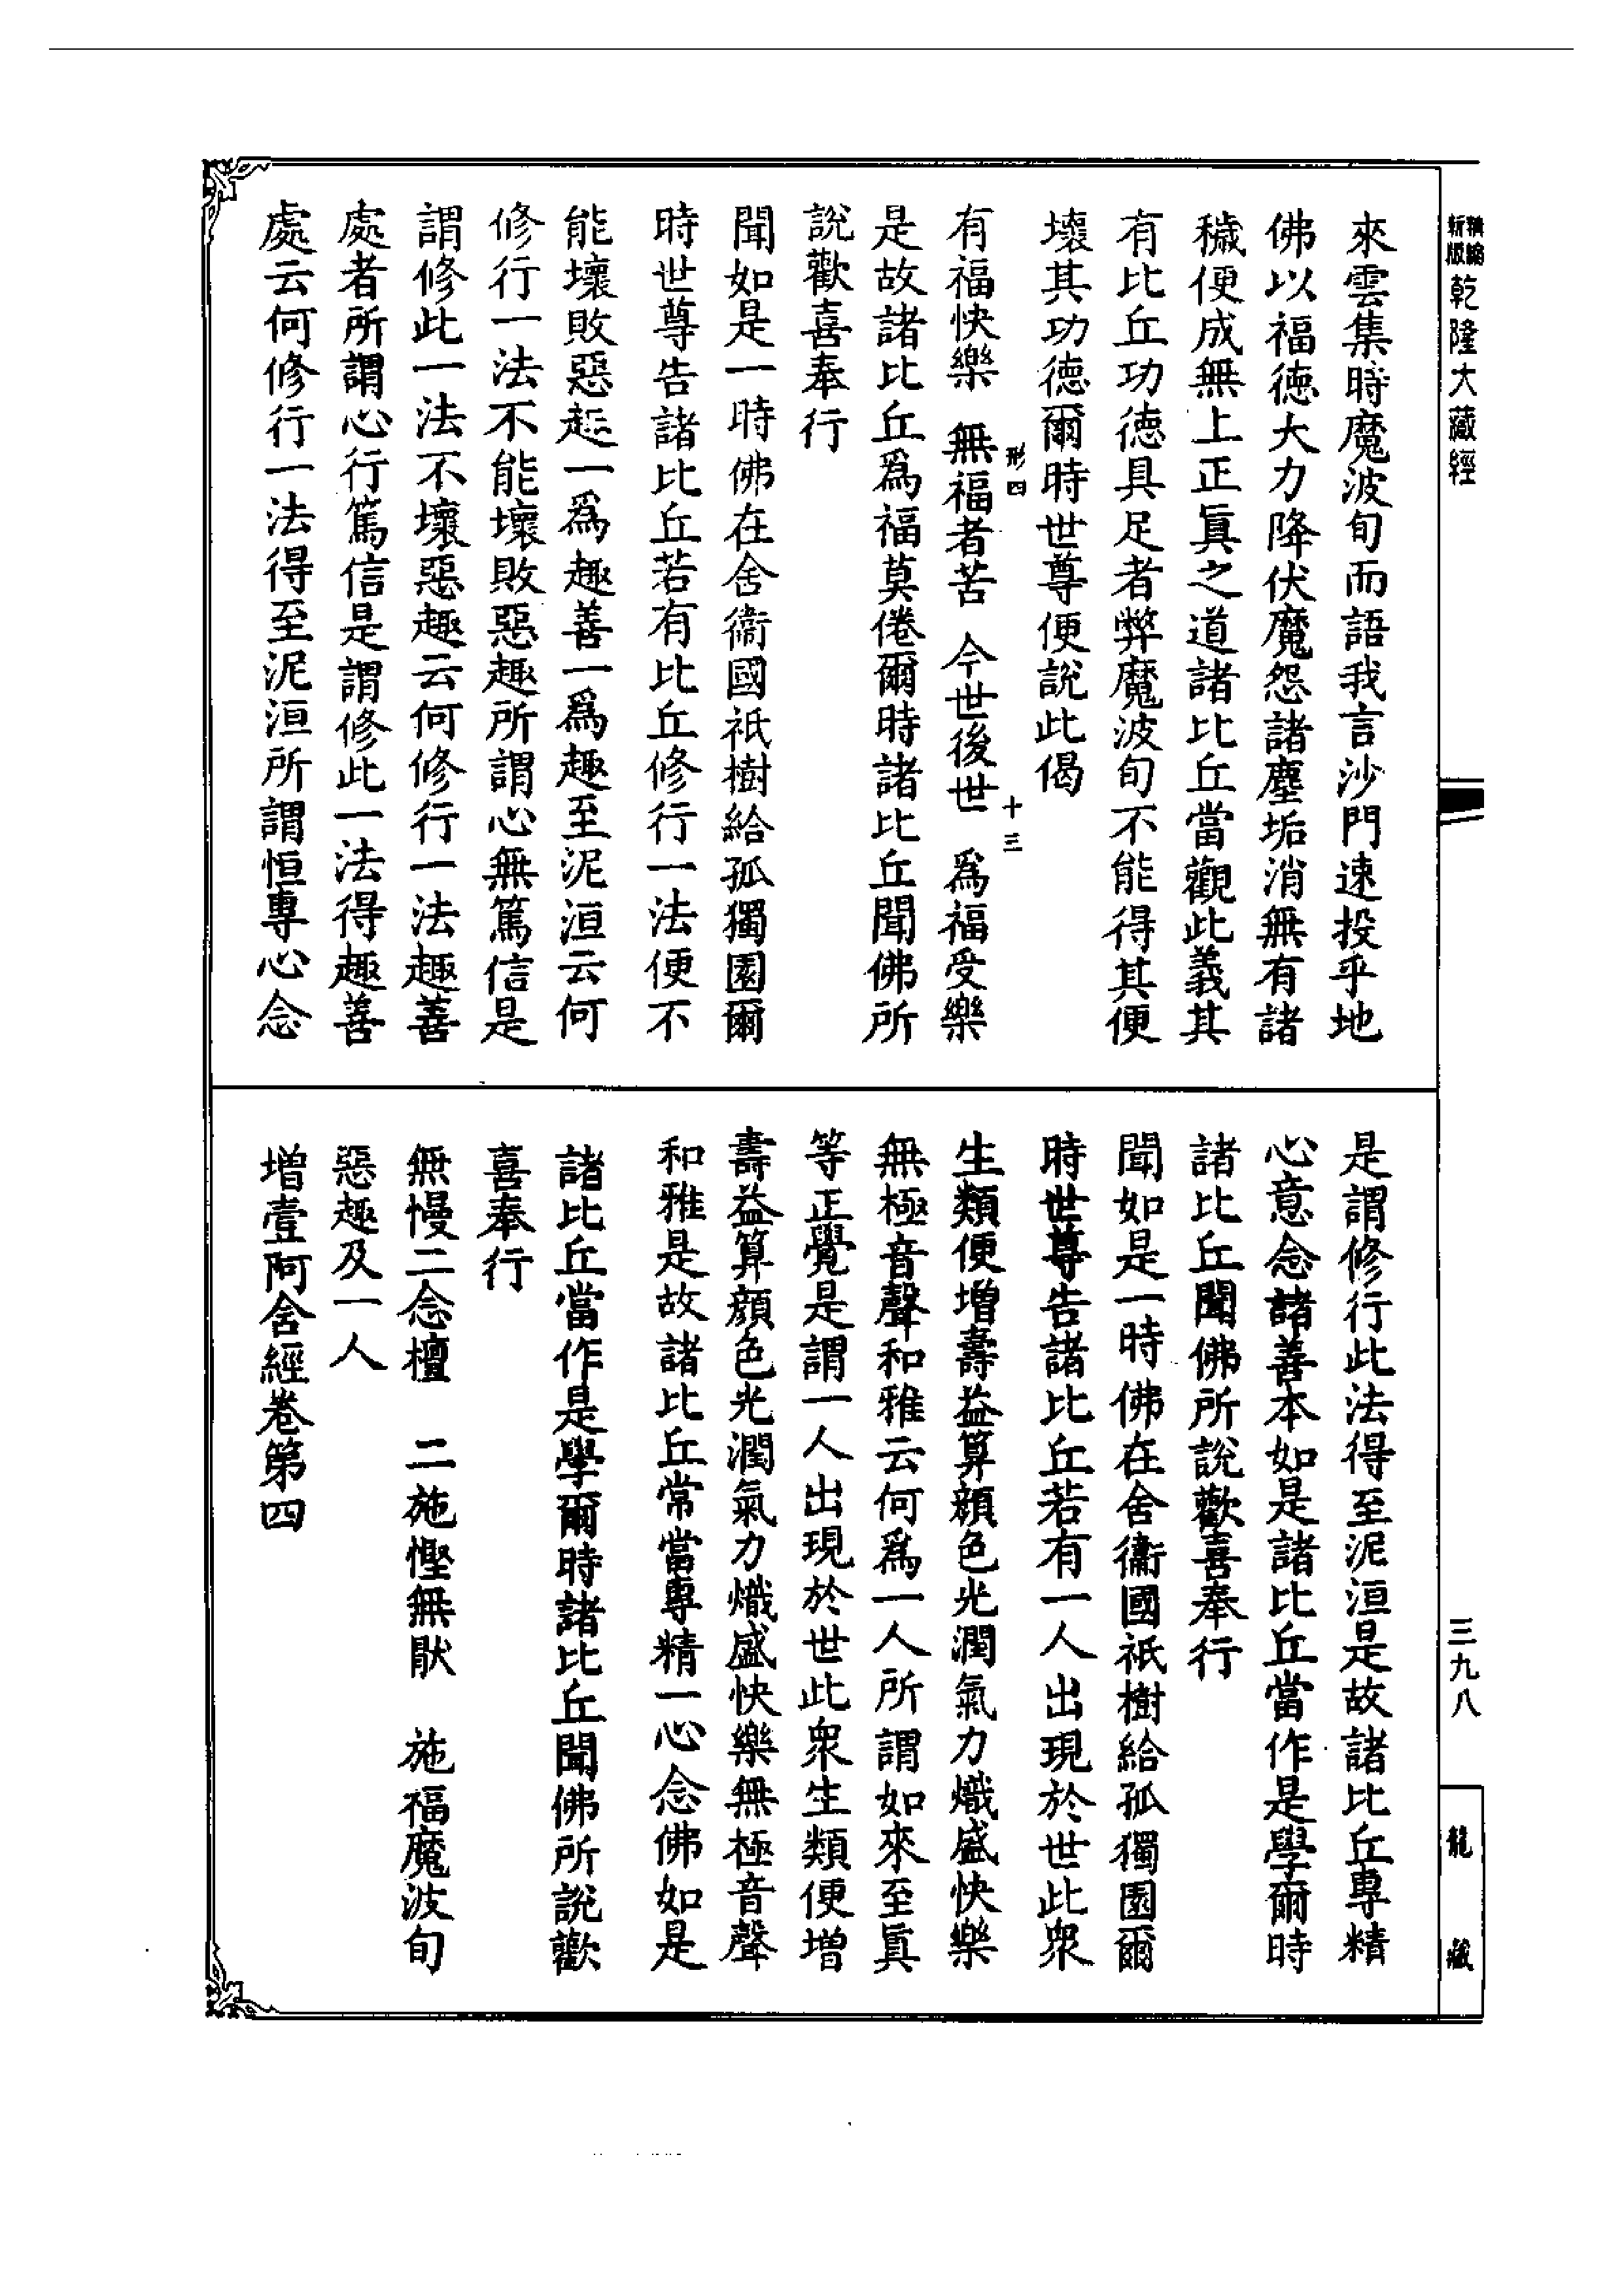 新編縮版
乾隆大藏經
三九八
龍藏
來雲集時魔波旬而語我言沙門速投乎地
佛以福德大力降伏魔怨諸塵垢消無有諸
穢便成無上正眞之道諸比丘當觀此義其
有比丘功德具足者弊魔波旬不能得其便
壞其功德爾時世尊便說此偈
形四 十三
有福快樂 無福者苦 今世後世 爲福受樂
是故諸比丘爲福莫倦爾時諸比丘聞佛所
說歡喜奉行
聞如是一時佛在舍衞國祇樹給孤獨園爾
時世尊告諸比丘若有比丘修行一法便不
能壞敗惡趣一爲趣善一爲趣至泥洹云何
修行一法不能壞敗惡趣所謂心無篤信是
謂修此一法不壞惡趣云何修行一法趣善
處者所謂心行篤信是謂修此一法得趣善
處云何修行一法得至泥洹所謂恒專心念
是謂修行此法得至泥洹是故諸比丘專精
心意念諸善本如是諸比丘當作是學爾時
諸比丘聞佛所說歡喜奉行
聞如是一時佛在舍衞國祇樹給孤獨園爾
時世尊告諸比丘若有一人出現於世此衆
生類便增壽益算顏色光潤氣力熾盛快樂
無極音聲和雅云何爲一人所謂如來至眞
等正覺是謂一人出現於世此衆生類便增
壽益算顏色光潤氣力熾盛快樂無極音聲
和雅是故諸比丘常當專精一心念佛如是
諸比丘當作是學爾時諸比丘聞佛所說歡
喜奉行
無慢二念檀 二施慳無猒 施福魔波旬
惡趣及一人
增壹阿舍經卷第四